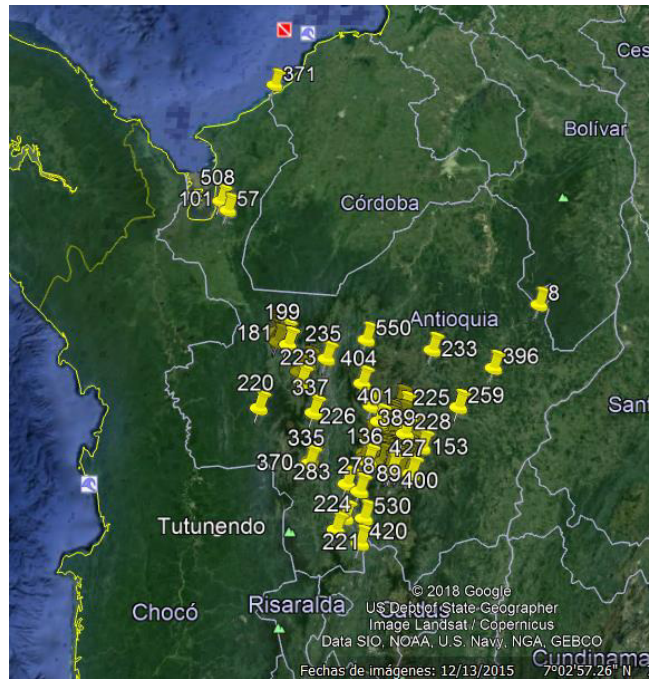 371
Ces
Bolívar
508
101
57
Córdoba
8
199
181
235
550
Antioquia
233
223
404
396
337
220
401
225
259
226
389
228
335
136
427
153
370
283
278
89
400
224
530
Tutunendo
221
420
© 2018 Google
Chocó
Risaralda
US Dept of State Geographer
Image Landsat / Copernicus
Data SIO, NOAA, U.S. Navy, NGA, GEBCO
Cundinama
Fechas de imágenes: 12/13/2015 7°02'57.26" N
Sant